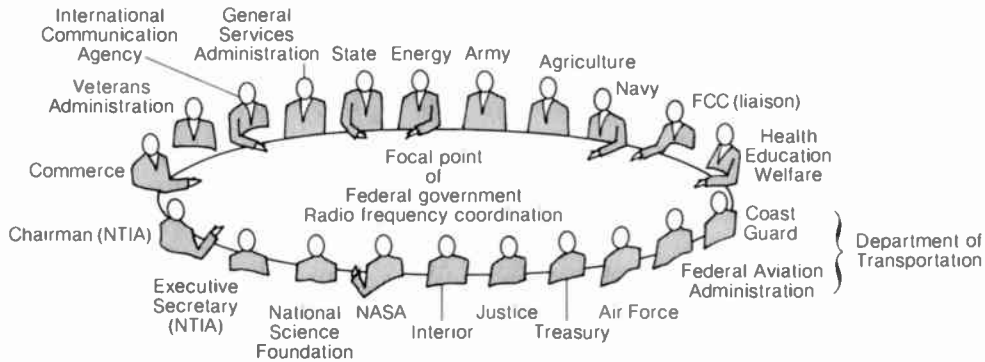 International
Communication
Agency
General
Services
Administration
State
Energy
Army
Agriculture
Navy
FCC (liaison)
Health
Education
Welfare
Veterans
Administration
Commerce
Focal point
of
Federal government
Radio frequency coordination
Chairman (NTIA)
Coast
Guard
Federal Aviation
Administration
Department of
Transportation
Executive
Secretary
(NTIA)
National
Science
Foundation
NASA
Interior
Justice
Treasury
Air Force